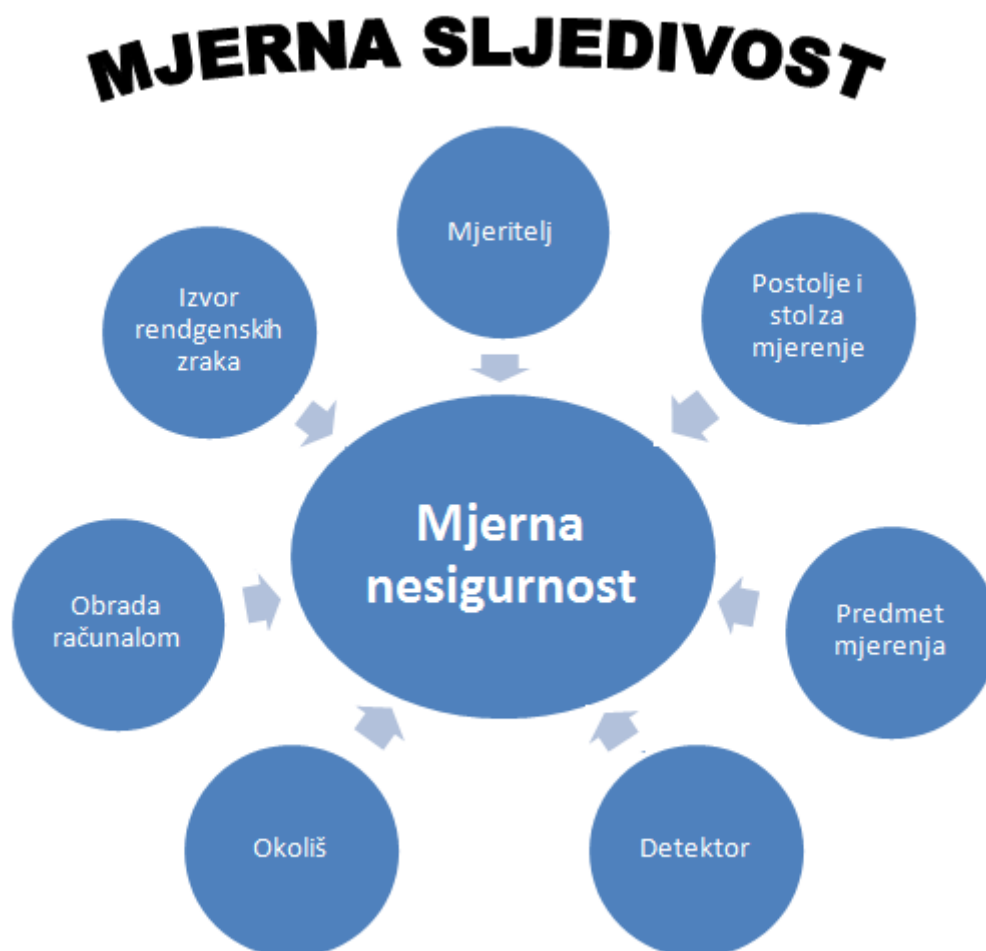 MJERNA SLJEDIVOST
Mjeritelj
Postolje i
stol za
mjerenje
Izvor
rendgenskih
zraka
Mjerna
nesigurnost
Obrada
računalom
Predmet
mjerenja
Okoliš
Detektor